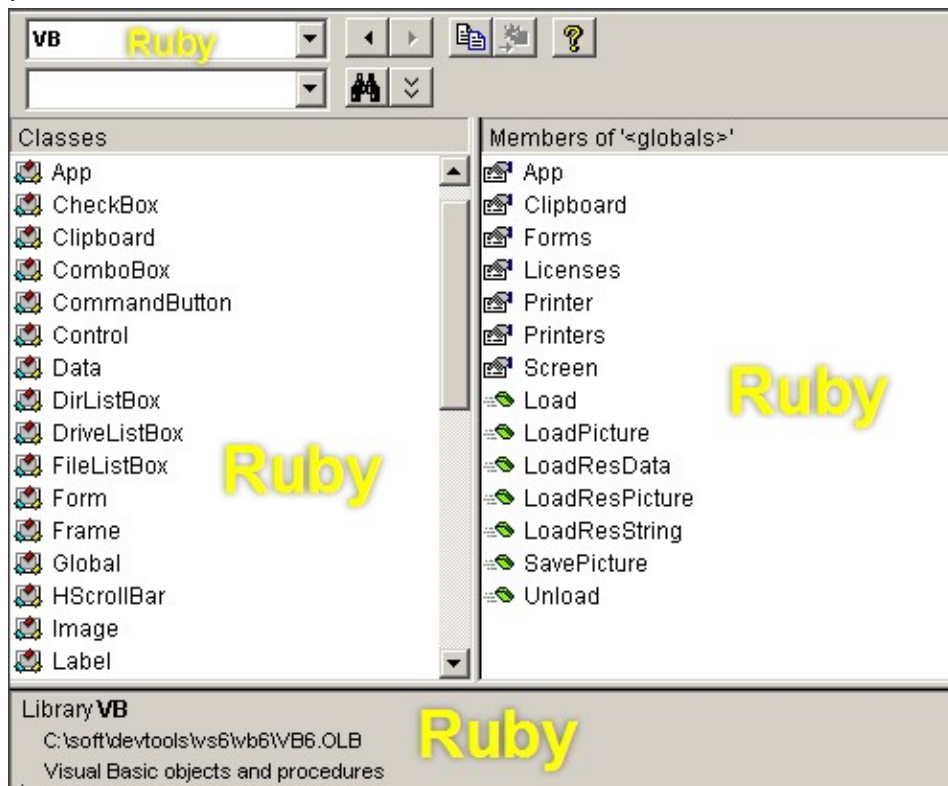 VB Ruby
Classes
App
CheckBox
Clipboard
ComboBox
CommandButton
Control
Data
DirListBox
DriveListBox
FileListBox
Form
Frame
Global
HScrollBar
Image
Label
Ruby
Members of '<globals>'
App
Clipboard
Forms
Licenses
Printer
Printers
Screen
Load
LoadPicture
LoadResData
LoadResPicture
LoadResString
SavePicture
Unload
Ruby
Library VB
C:\soft\devtools\vs6\vb6\VB6.OLB
Visual Basic objects and procedures
Ruby